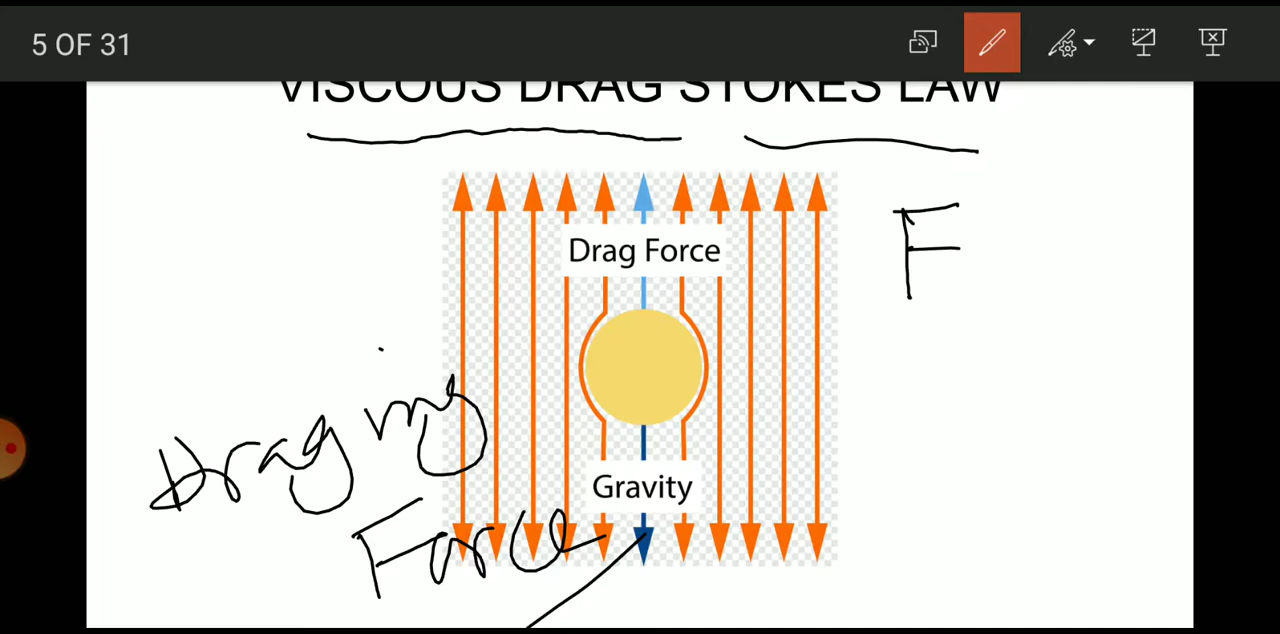 5 OF 31
VISCOUS DRAG STOKES LAW
F
Drag Force
Draging
Gravity
Force